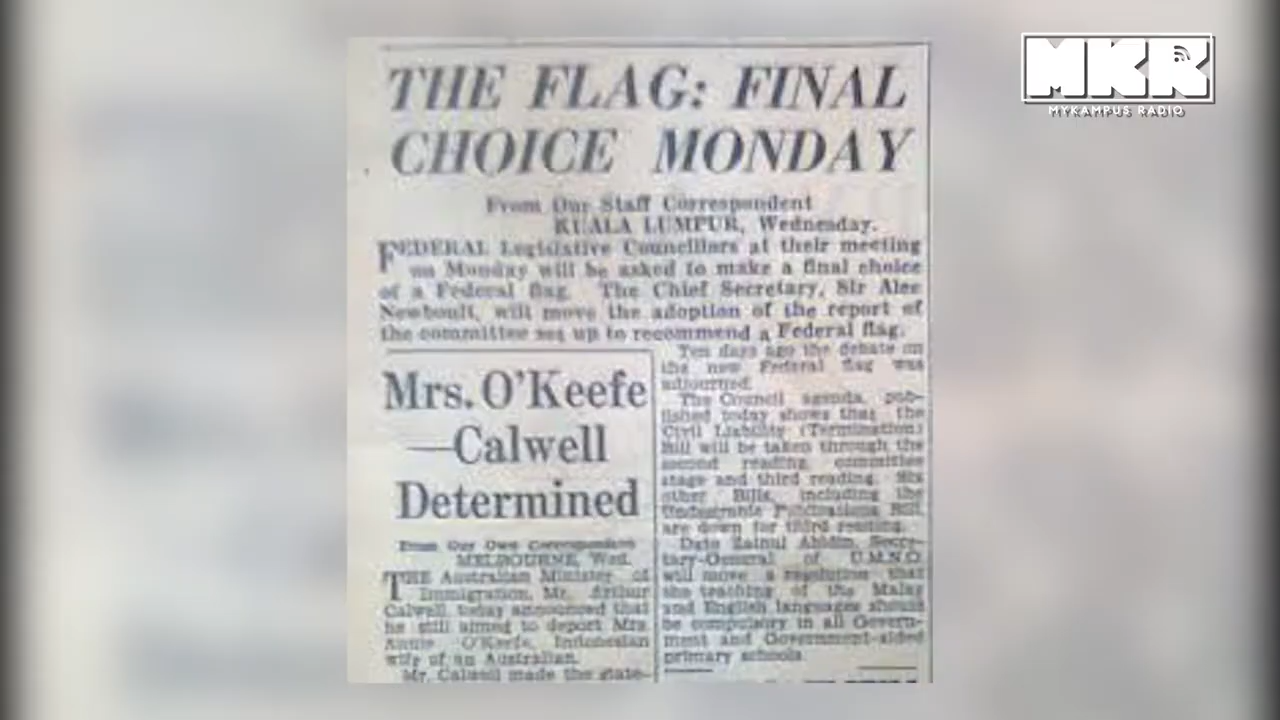 MKR
MYKAMPUS RADIO
THE FLAG: FINAL
CHOICE MONDAY
From Our Staff Correspondent
KUALA LUMPUR, Wednesday.
FEDERAL Legislative Councillors at their meeting
on Monday will be asked to make a final choice
of a Federal flag. The Chief Secretary, Sir Alec
Newboult, will move the adoption of the report of
the committee set up to recommend a Federal flag.
Mrs. O'Keefe
—Calwell
Determined
From Our Own Correspondent
MELBOURNE, Wed.
THE Australian Minister of
Immigration, Mr. Arthur
Calwell, today announced that
he still aimed to deport Mrs.
Annie O'Keefe, Indonesian
wife of an Australian.
Mr. Calwell made the state-
Ten days ago the debate on
the new Federal flag was
adjourned.
The Council agenda, pub-
lished today shows that the
Civil Liability (Termination)
Bill will be taken through the
second reading, committee
stage and third reading. Six
other Bills, including the
Undesirable Publications Bill,
are down for third reading.
Dato Zainul Abidin, Secre-
tary-General of U.M.N.O.
will move a resolution that
the teaching of the Malay
and English languages should
be compulsory in all Govern-
ment and Government-aided
primary schools.